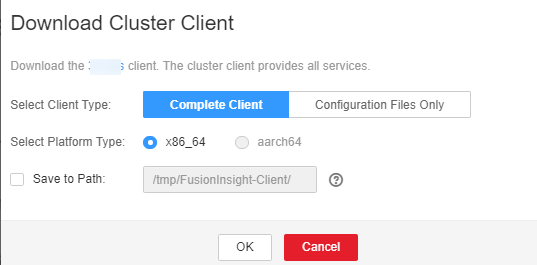 Download Cluster Client
Download the client. The cluster client provides all services.
Select Client Type: Complete Client Configuration Files Only
Select Platform Type: x86_64 aarch64
Save to Path: /tmp/FusionInsight-Client/ ?
OK Cancel